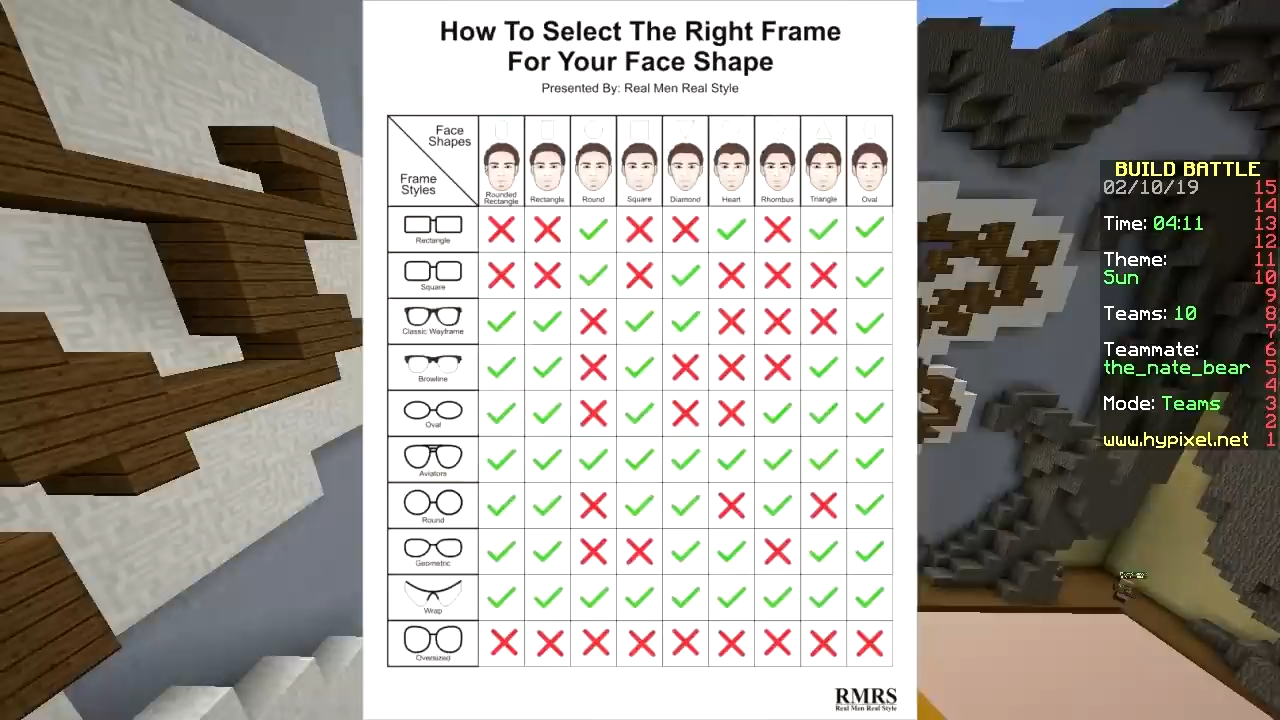 How To Select The Right Frame
For Your Face Shape
Presented By: Real Men Real Style
Face
Shapes
Frame
Styles
Rounded
Rectangle
Rectangle
Round
Square
Diamond
Heart
Rhombus
Triangle
Oval
Rectangle
Square
Classic Wayframe
Browline
Oval
Aviators
Round
Geometric
Wrap
Oversized
RMRS
Real Men Real Style
BUILD BATTLE
02/10/19 15
14
Time: 04:11 13
12
Theme: 11
Sun 10
9
Teams: 10 8
7
Teammate: 6
the_nate_bear 5
4
Mode: Teams 3
2
www.hypixel.net 1